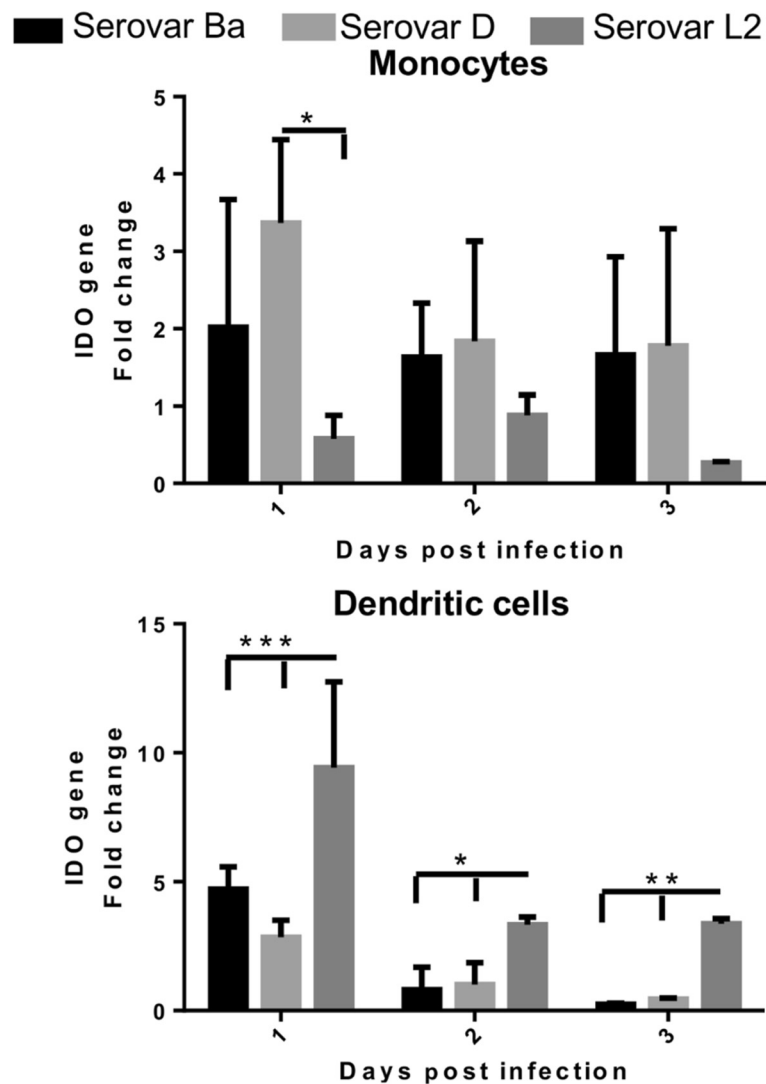 Serovar Ba Serovar D Serovar L2
Monocytes
5
4
3
2
1
0
IDO gene
Fold change
*
1 2 3
Days post infection
Dendritic cells
15
10
5
0
IDO gene
Fold change
*** * **
1 2 3
Days post infection